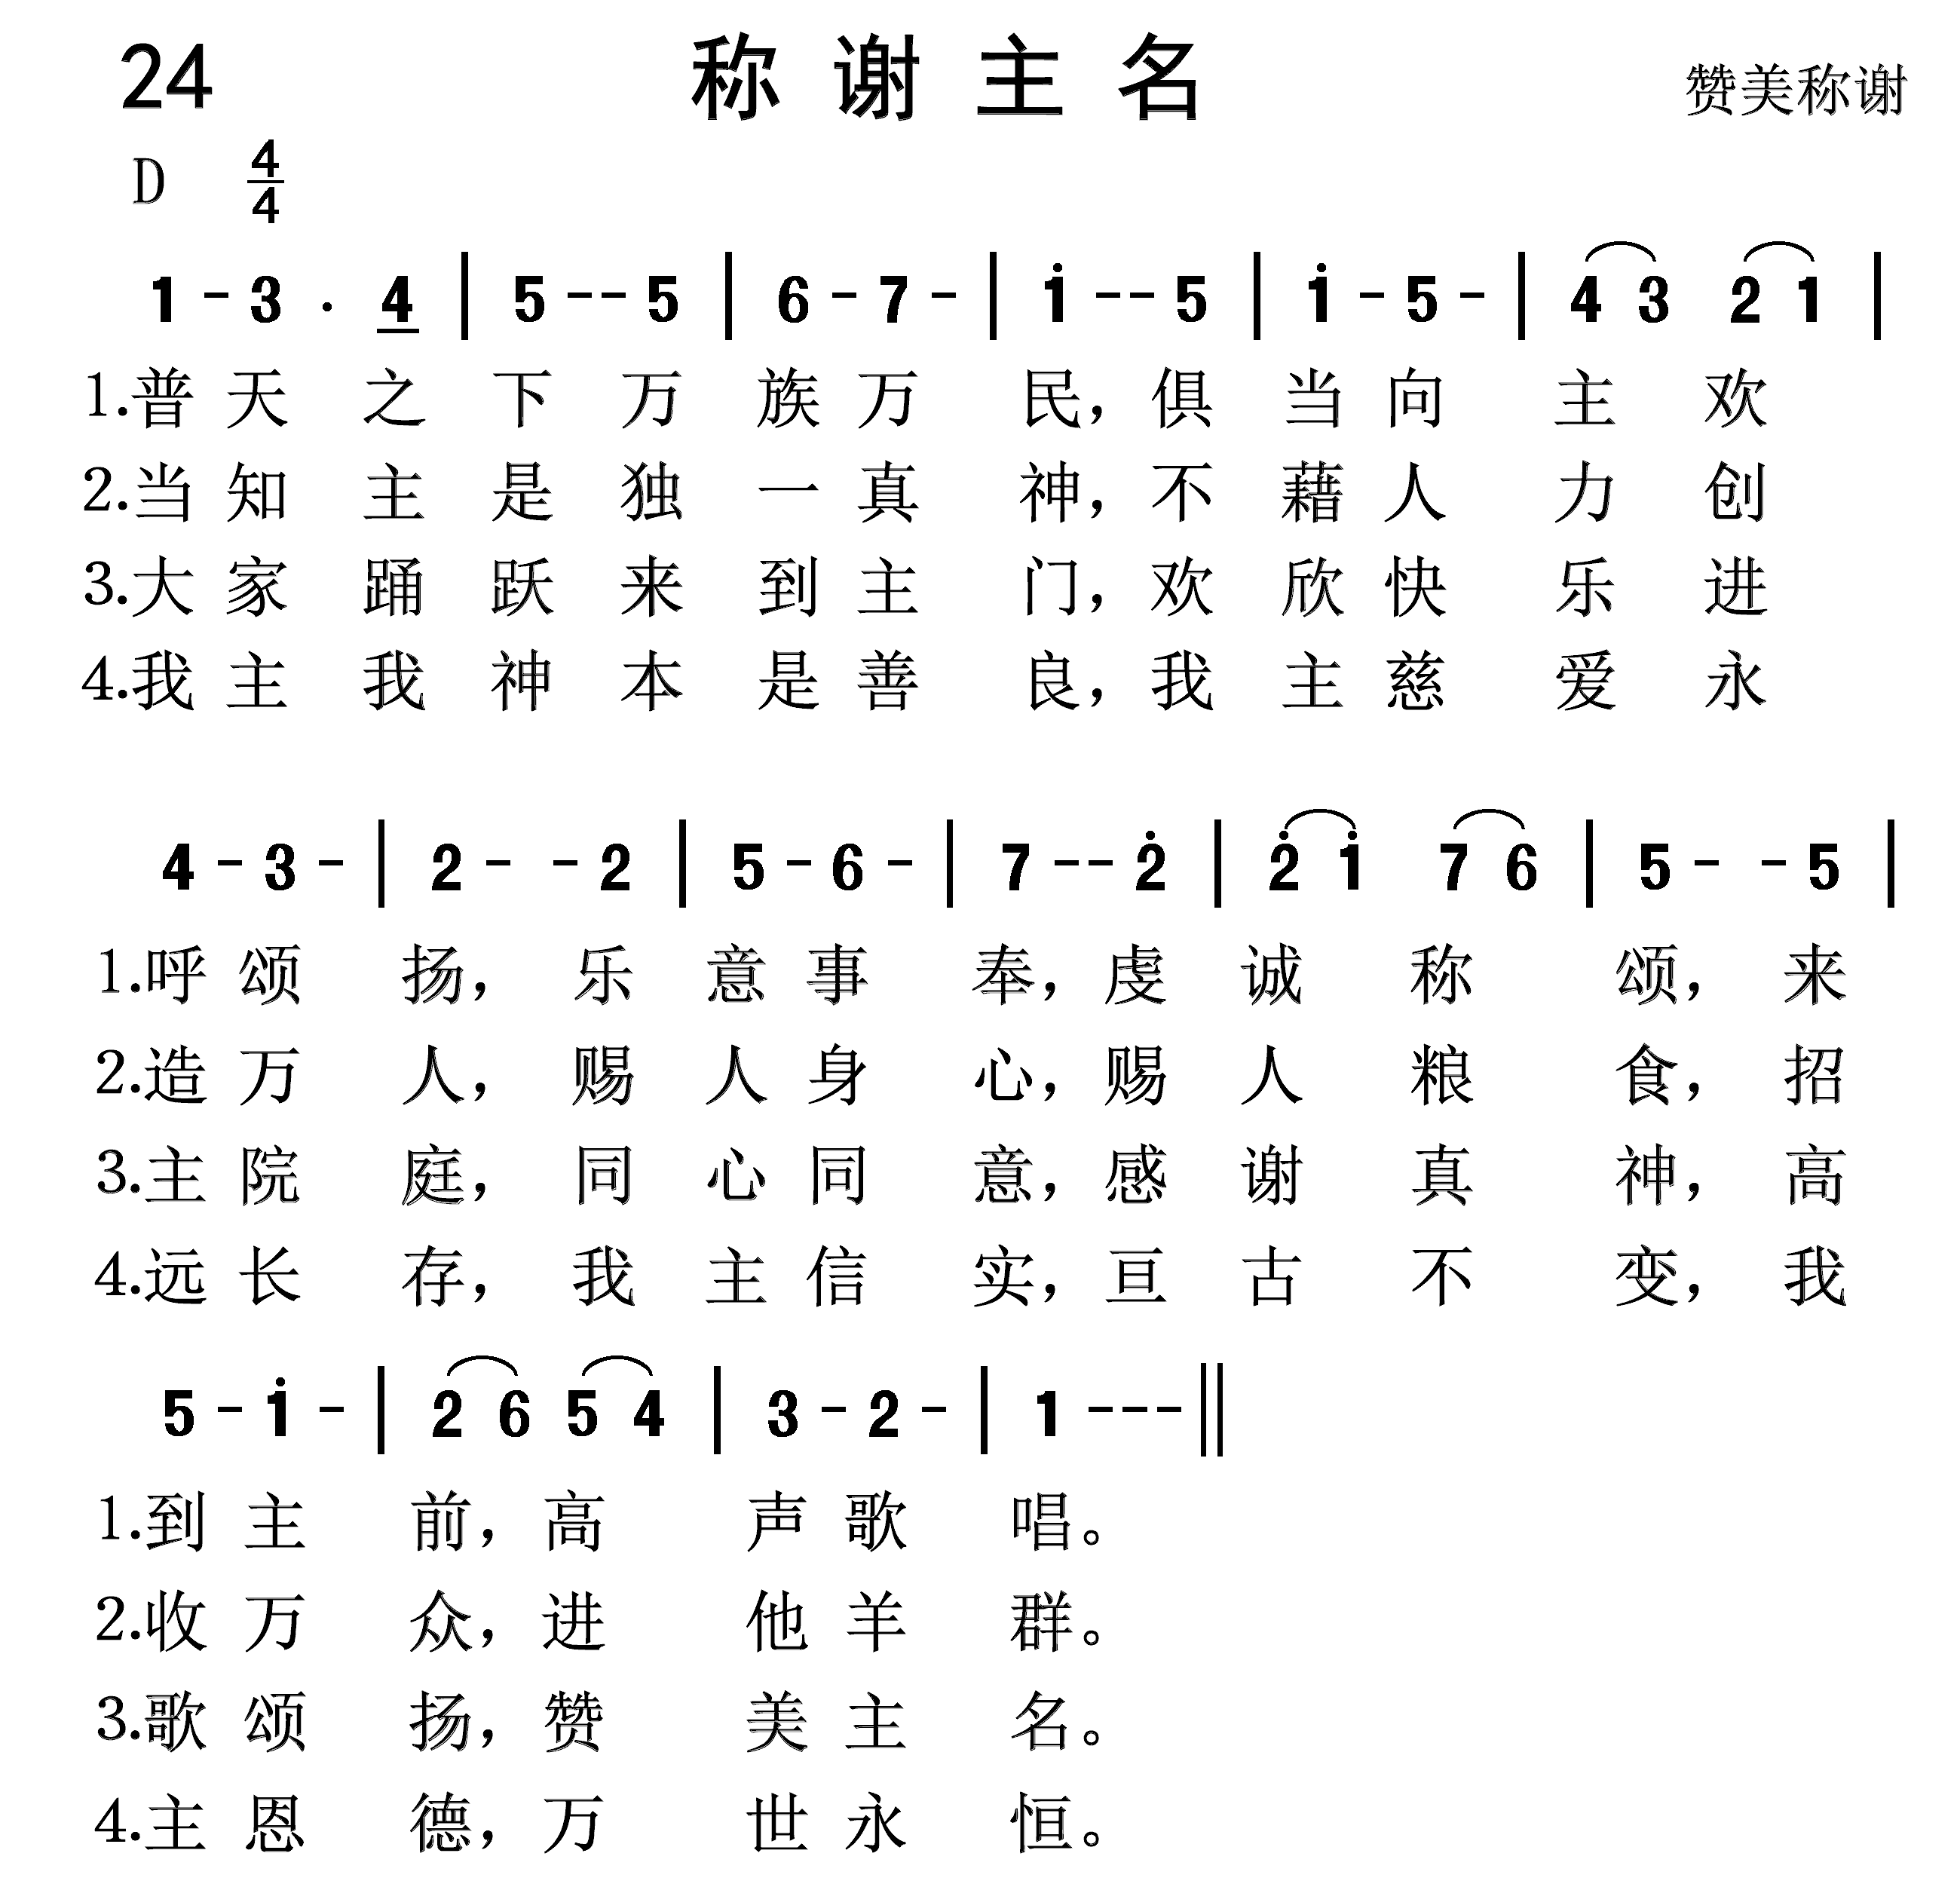 24 称谢主名 赞美称谢
D 4/4
1 - 3 . 4 | 5 - - 5 | 6 - 7 - | i - - 5 | i - 5 - | 4 3 2 1 |
1.普天之下万族万民，俱当向主欢
2.当知主是独一真神，不藉人力创
3.大家踊跃来到主门，欢欣快乐进
4.我主我神本是善良，我主慈爱永
4 - 3 - | 2 - - 2 | 5 - 6 - | 7 - - 2̇ | 2̇ i 7 6 | 5 - - 5 |
1.呼颂扬，乐意事奉，虔诚称颂，来
2.造万人，赐人身心，赐人粮食，招
3.主院庭，同心同意，感谢真神，高
4.远长存，我主信实，亘古不变，我
5 - i - | 2 6 5 4 | 3 - 2 - | 1 - - - ‖
1.到主前，高声歌唱。
2.收万众，进他羊群。
3.歌颂扬，赞美主名。
4.主恩德，万世永恒。